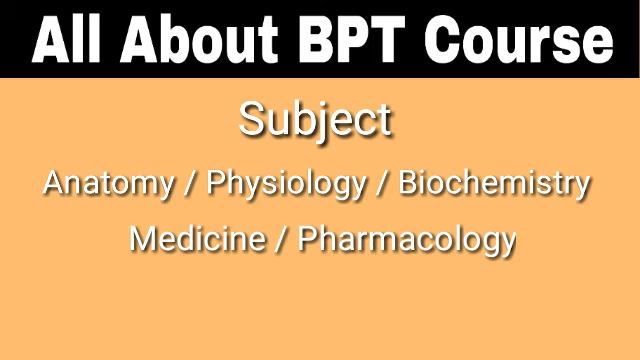 All About BPT Course
Subject
Anatomy / Physiology / Biochemistry
Medicine / Pharmacology